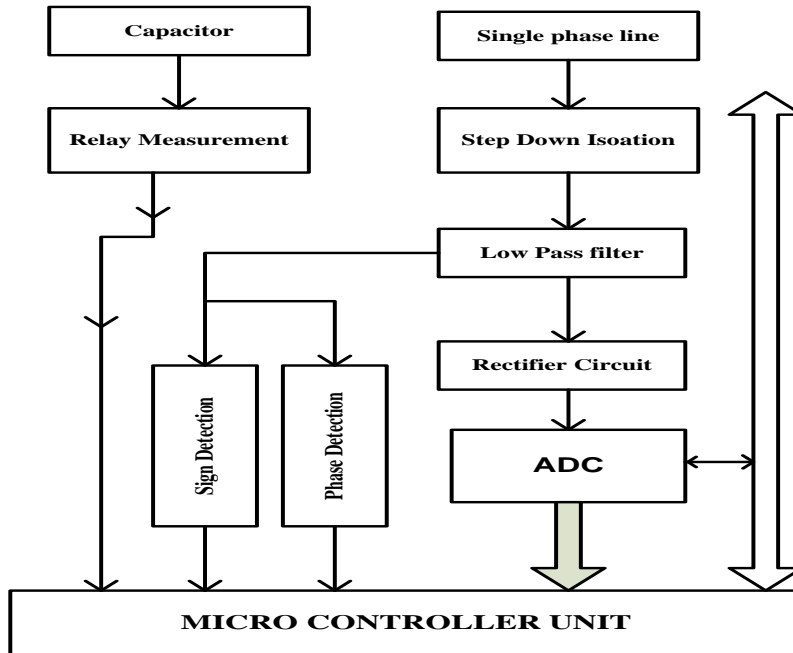 Capacitor
Single phase line
Relay Measurement
Step Down Isoation
Low Pass filter
Rectifier Circuit
Sign Detection
Phase Detection
ADC
MICRO CONTROLLER UNIT